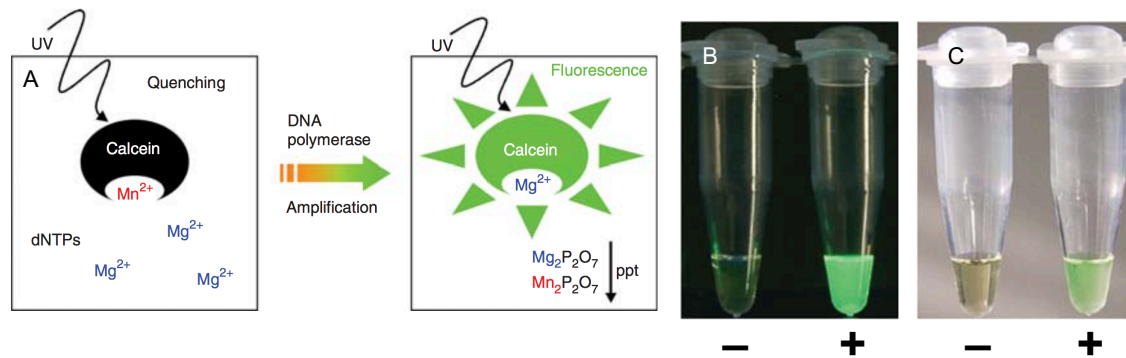 A
UV
Quenching
Calcein
Mn2+
dNTPs
Mg2+
Mg2+
Mg2+
DNA
polymerase
Amplification
UV
Fluorescence
Calcein
Mg2+
Mg2P2O7
Mn2P2O7
ppt
B
C
– +
– +